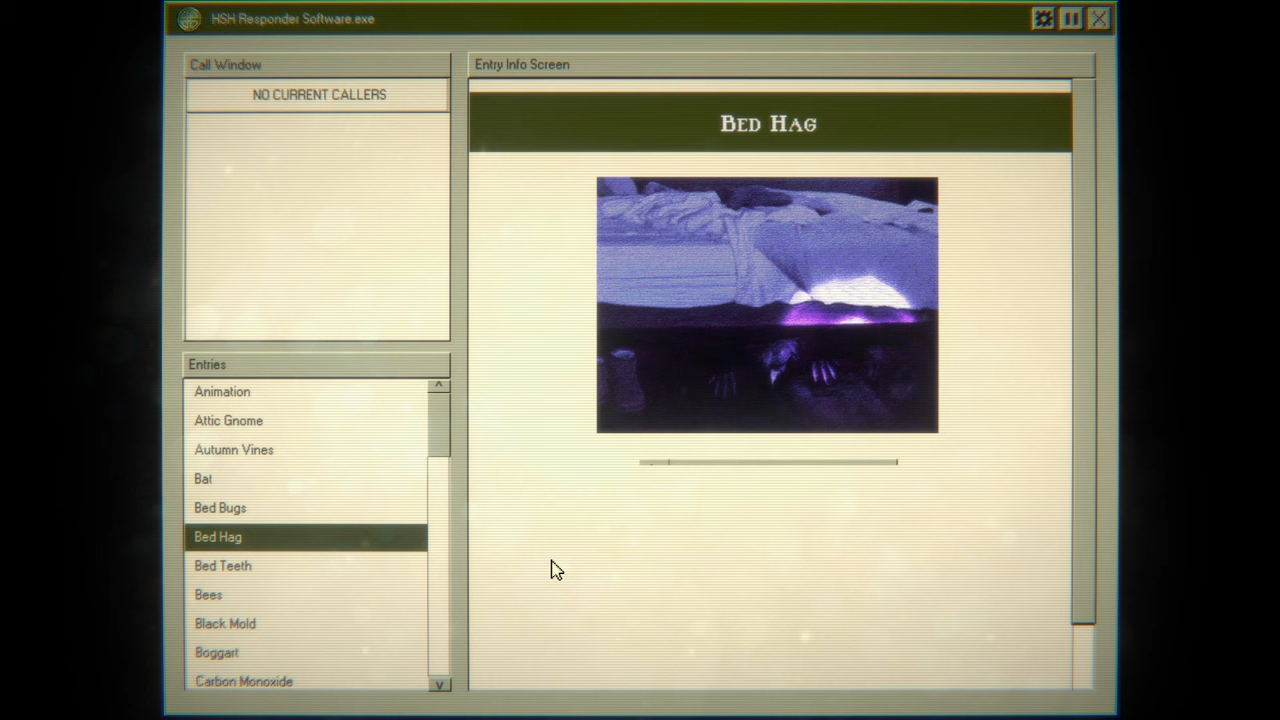 HSH Responder Software.exe
Call Window
NO CURRENT CALLERS
Entries
Animation
Attic Gnome
Autumn Vines
Bat
Bed Bugs
Bed Hag
Bed Teeth
Bees
Black Mold
Boggart
Carbon Monoxide
Entry Info Screen
Bed Hag